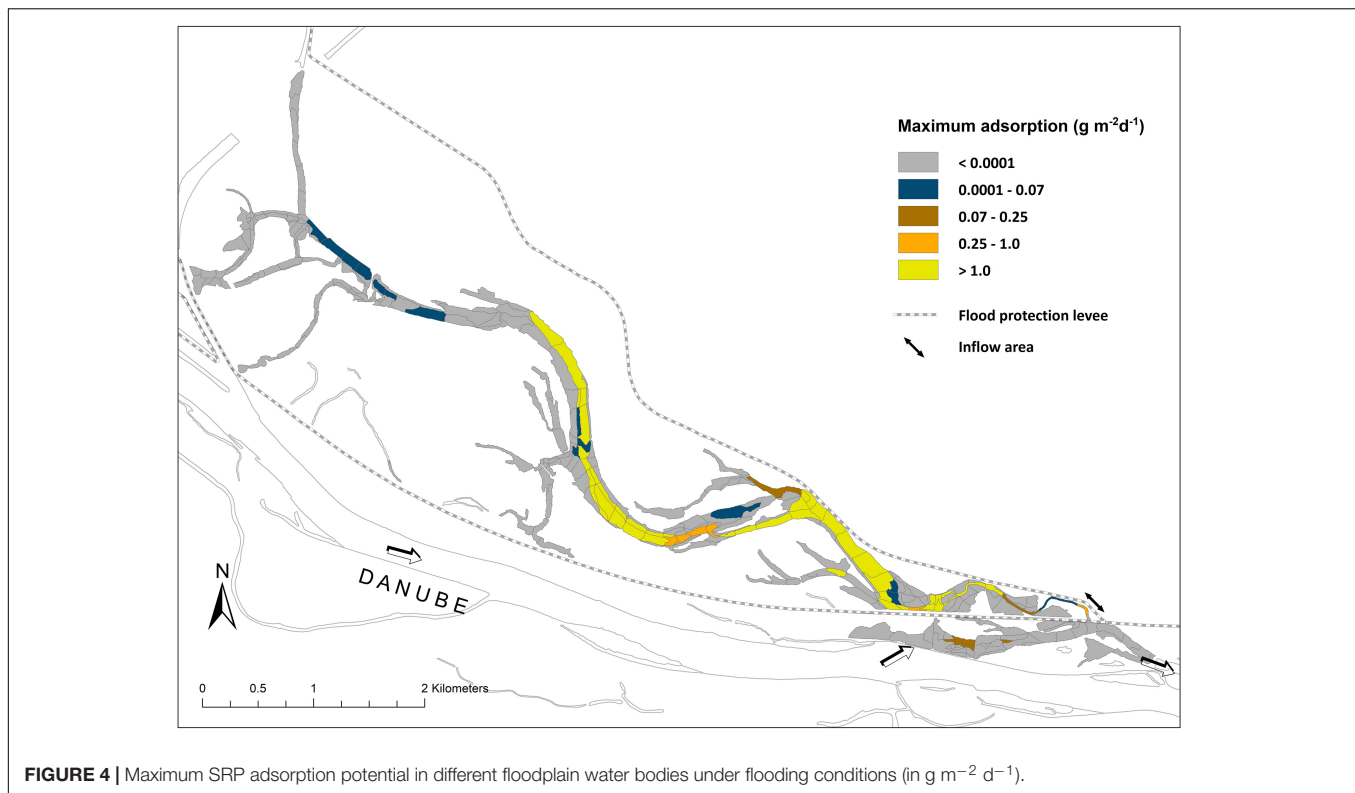 Maximum adsorption (g m⁻²d⁻¹)
< 0.0001
0.0001 - 0.07
0.07 - 0.25
0.25 - 1.0
> 1.0
Flood protection levee
Inflow area
N
DANUBE
0 0.5 1 2 Kilometers
FIGURE 4 | Maximum SRP adsorption potential in different floodplain water bodies under flooding conditions (in g m⁻² d⁻¹).